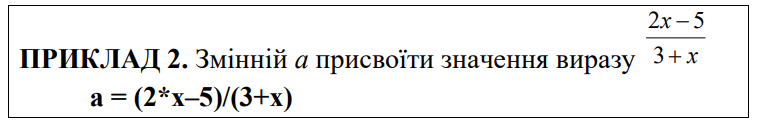 ПРИКЛАД 2. Змінній a присвоїти значення виразу (2x – 5)/(3 + x)
a = (2*x–5)/(3+x)